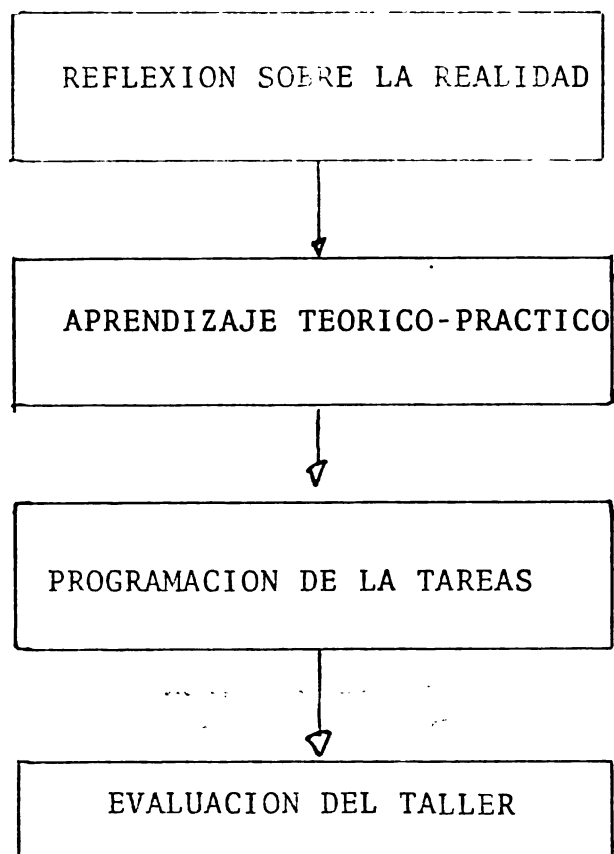 REFLEXION SOBRE LA REALIDAD
APRENDIZAJE TEORICO-PRACTICO
PROGRAMACION DE LA TAREAS
EVALUACION DEL TALLER